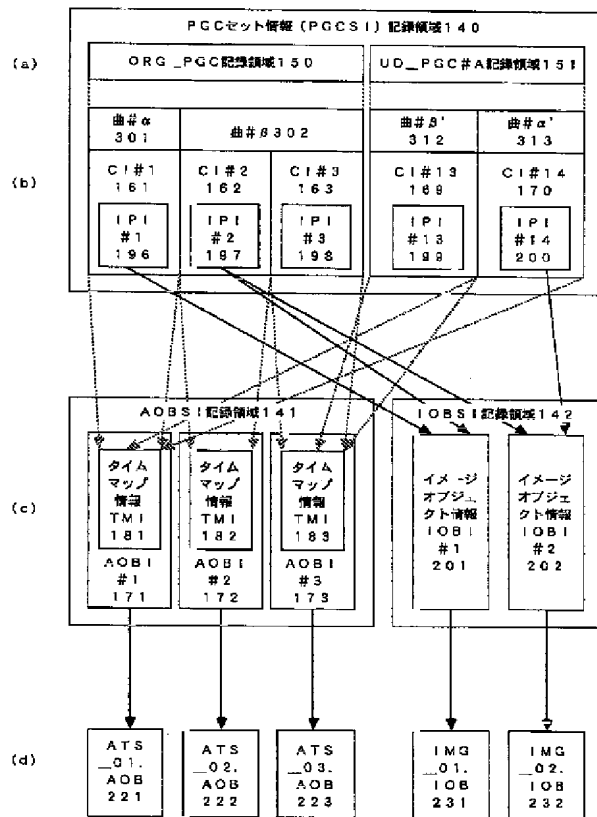 PGCセット情報(PGCSI)記録領域140
(a)
ORG_PGC記録領域150
UD_PGC#A記録領域151
曲#α
301
曲#β302
曲#β'
312
曲#α'
313
(b)
CI#1
161
CI#2
162
CI#3
163
CI#13
169
CI#14
170
IPI
#1
196
IPI
#2
197
IPI
#3
198
IPI
#13
199
IPI
#14
200
AOBSI記録領域141
IOBSI記録領域142
(c)
タイム
マップ
情報
TMI
181
タイム
マップ
情報
TMI
182
タイム
マップ
情報
TMI
183
イメージ
オブジェ
クト情報
IOBI
#1
201
イメージ
オブジェ
クト情報
IOBI
#2
202
AOBI
#1
171
AOBI
#2
172
AOBI
#3
173
(d)
ATS
_01.
AOB
221
ATS
_02.
AOB
222
ATS
_03.
AOB
223
IMG
_01.
IOB
231
IMG
_02.
IOB
232